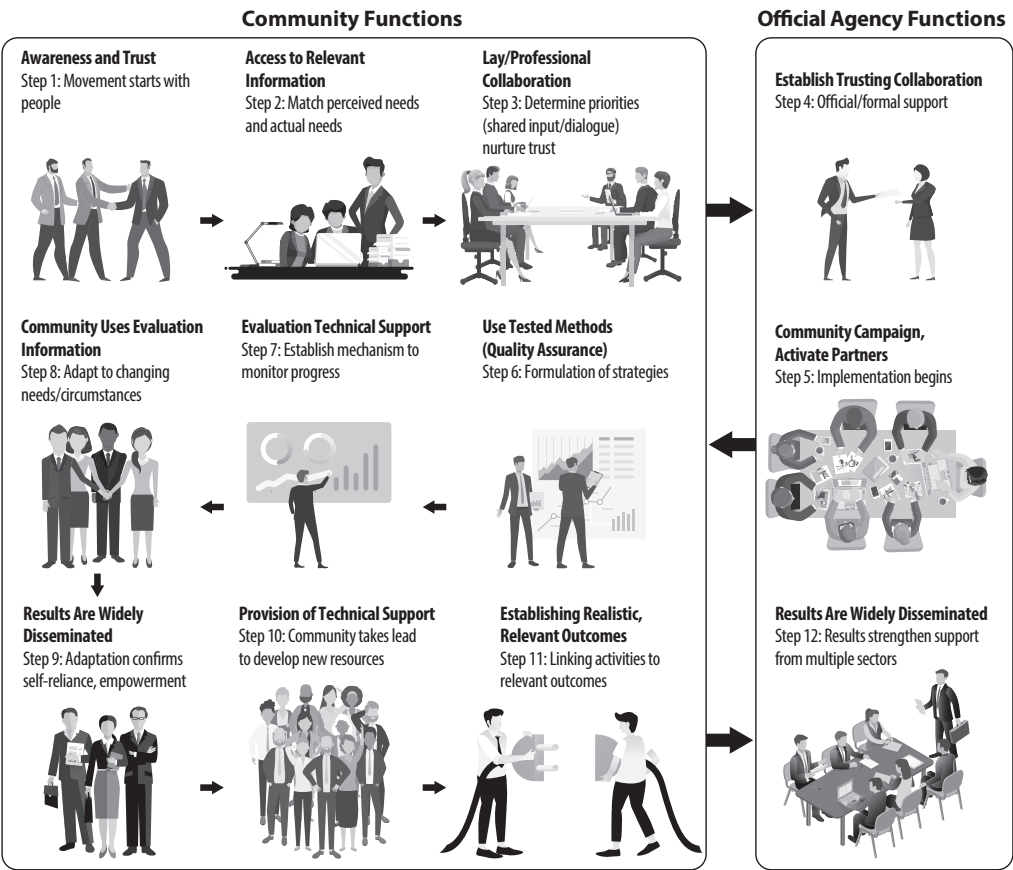 Community Functions
Official Agency Functions
Awareness and Trust
Step 1: Movement starts with
people
Access to Relevant
Information
Step 2: Match perceived needs
and actual needs
Lay/Professional
Collaboration
Step 3: Determine priorities
(shared input/dialogue)
nurture trust
Establish Trusting Collaboration
Step 4: Official/formal support
Community Campaign,
Activate Partners
Step 5: Implementation begins
Use Tested Methods
(Quality Assurance)
Step 6: Formulation of strategies
Evaluation Technical Support
Step 7: Establish mechanism to
monitor progress
Community Uses Evaluation
Information
Step 8: Adapt to changing
needs/circumstances
Results Are Widely
Disseminated
Step 9: Adaptation confirms
self-reliance, empowerment
Provision of Technical Support
Step 10: Community takes lead
to develop new resources
Establishing Realistic,
Relevant Outcomes
Step 11: Linking activities to
relevant outcomes
Results Are Widely Disseminated
Step 12: Results strengthen support
from multiple sectors